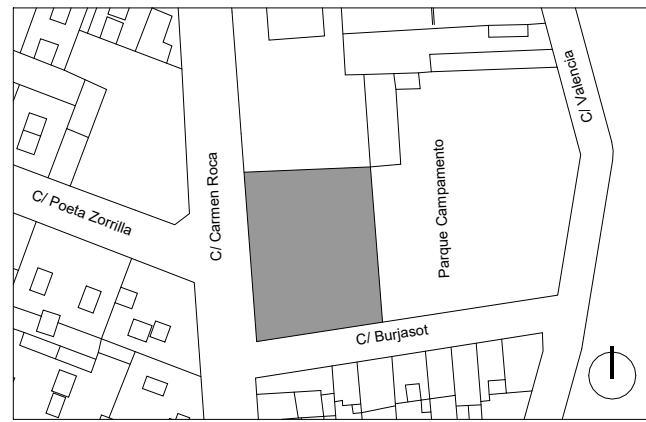 C/ Valencia
C/ Poeta Zorrilla
C/ Carmen Roca
Parque Campamento
C/ Burjasot